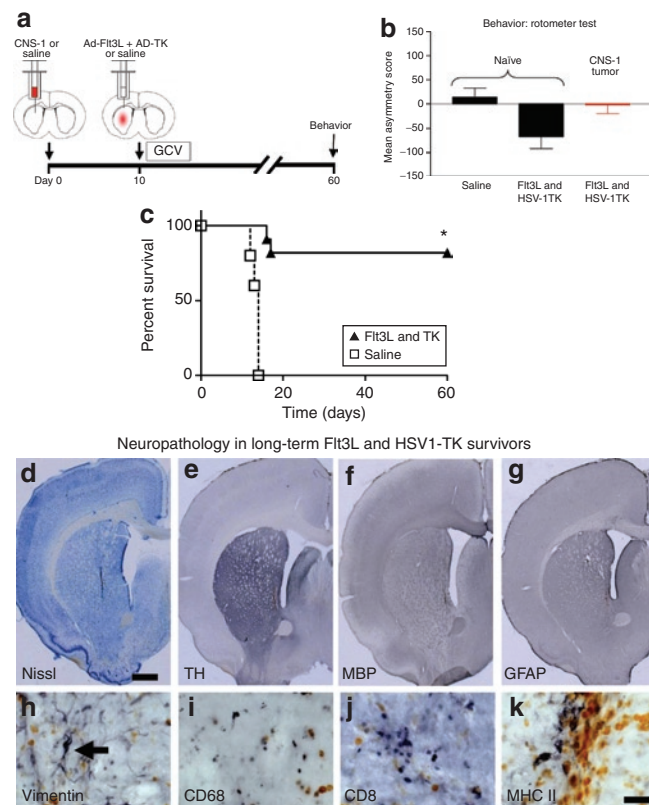 a
CNS-1 or
saline
Ad-Flt3L + AD-TK
or saline
GCV
Behavior
Day 0
10
60
b
Behavior: rotometer test
Mean asymmetry score
150
100
50
0
−50
−100
−150
Naïve
CNS-1
tumor
Saline
Flt3L and
HSV-1TK
Flt3L and
HSV-1TK
c
Percent survival
100
50
0
*
Flt3L and TK
Saline
0
20
40
60
Time (days)
Neuropathology in long-term Flt3L and HSV1-TK survivors
d
Nissl
e
TH
f
MBP
g
GFAP
h
Vimentin
i
CD68
j
CD8
k
MHC II